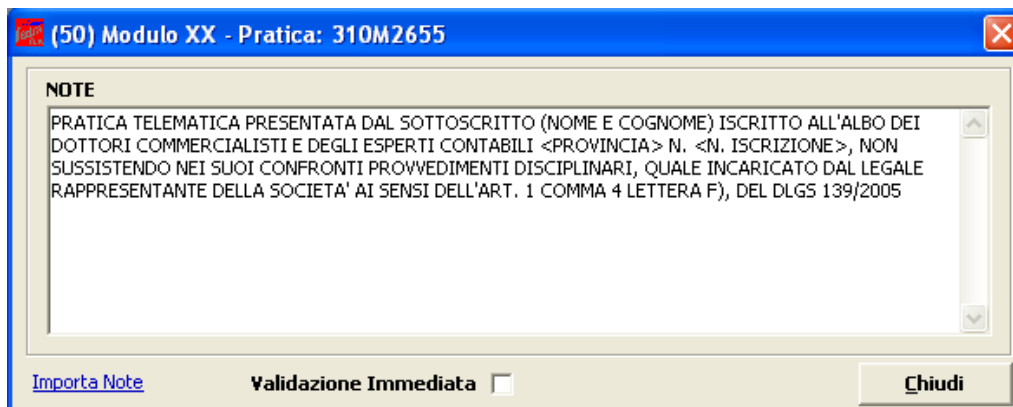 (50) Modulo XX - Pratica: 310M2655
NOTE
PRATICA TELEMATICA PRESENTATA DAL SOTTOSCRITTO (NOME E COGNOME) ISCRITTO ALL'ALBO DEI
DOTTORI COMMERCIALISTI E DEGLI ESPERTI CONTABILI <PROVINCIA> N. <N. ISCRIZIONE>, NON
SUSSISTENDO NEI SUOI CONFRONTI PROVVEDIMENTI DISCIPLINARI, QUALE INCARICATO DAL LEGALE
RAPPRESENTANTE DELLA SOCIETA' AI SENSI DELL'ART. 1 COMMA 4 LETTERA F), DEL DLGS 139/2005
Importa Note Validazione Immediata Chiudi